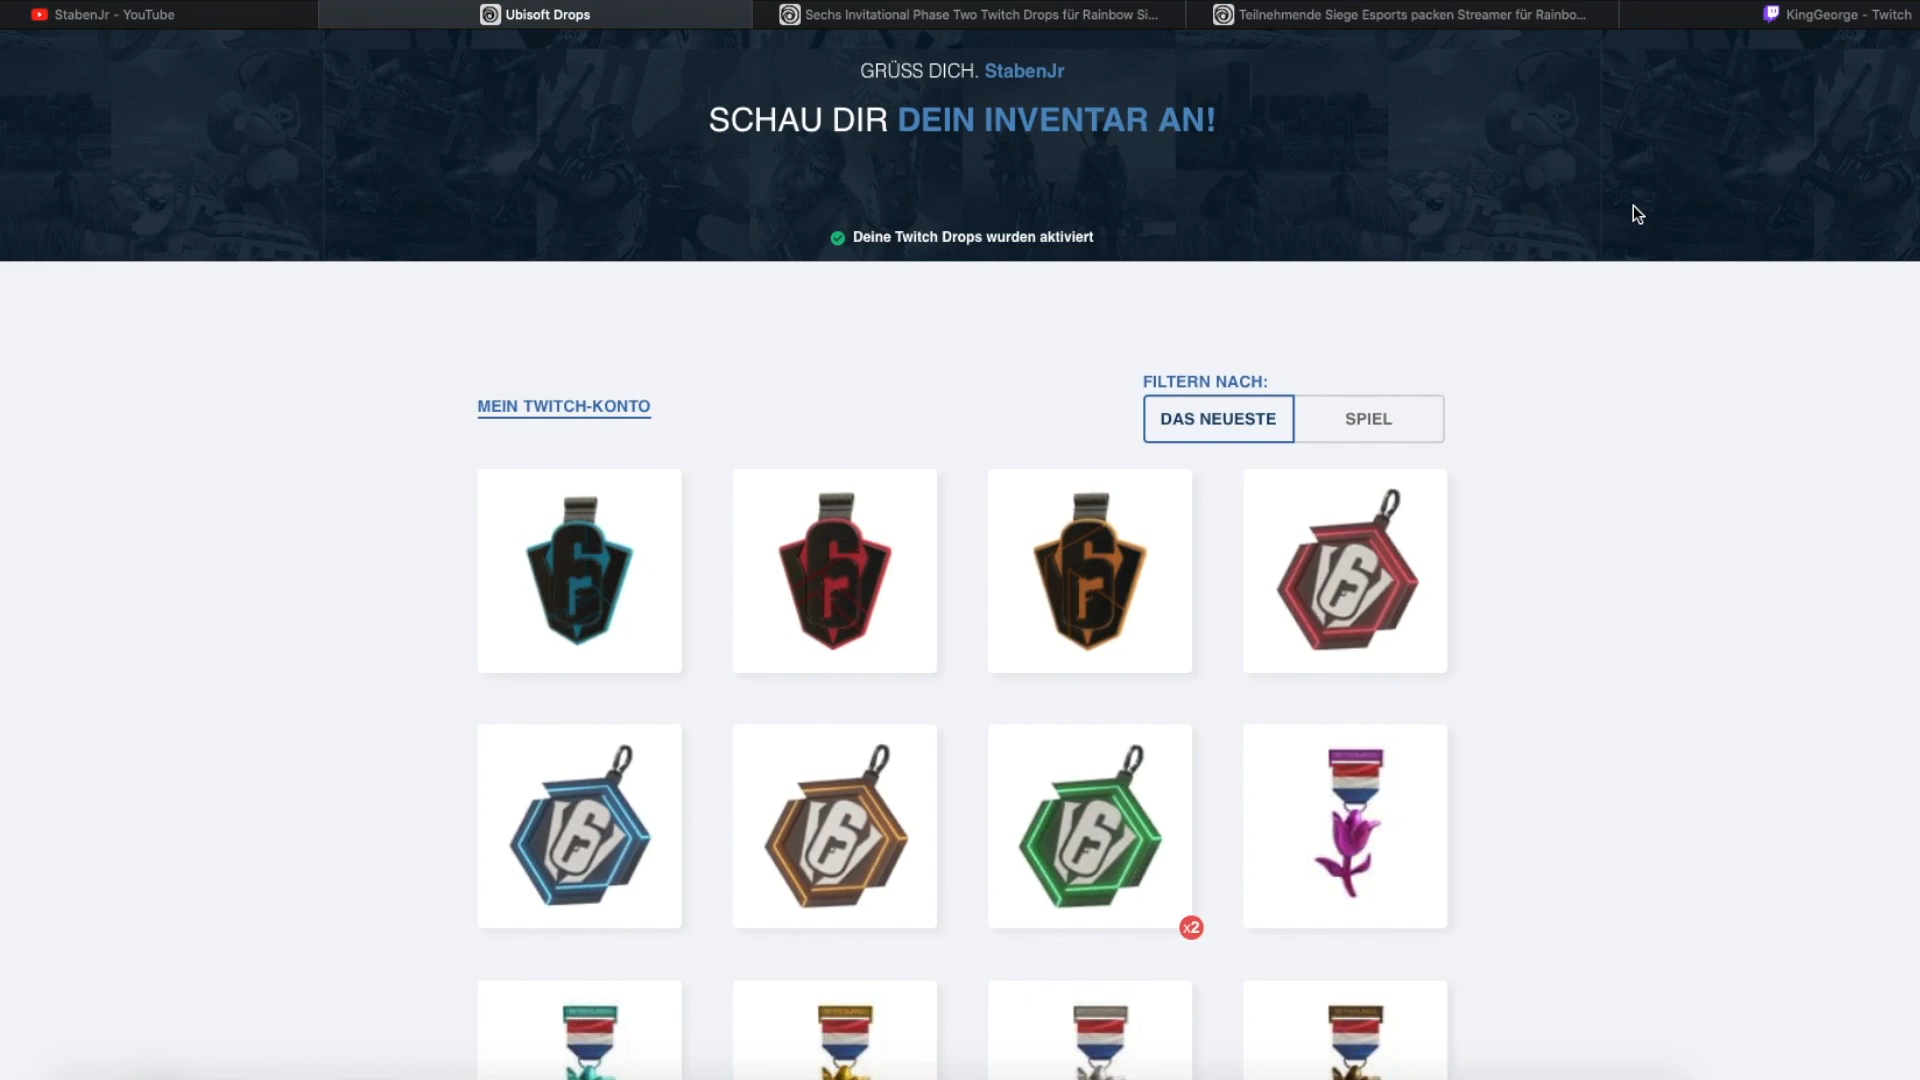 StabenJr - YouTube
Ubisoft Drops
Sechs Invitational Phase Two Twitch Drops für Rainbow Si...
Teilnehmende Siege Esports packen Streamer für Rainbo...
KingGeorge - Twitch
GRÜSS DICH. StabenJr
SCHAU DIR DEIN INVENTAR AN!
Deine Twitch Drops wurden aktiviert
FILTERN NACH:
MEIN TWITCH-KONTO
DAS NEUESTE
SPIEL
x2